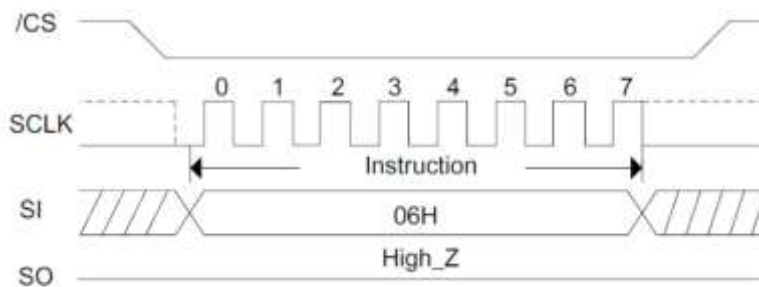 /CS
0 1 2 3 4 5 6 7
SCLK
Instruction
SI
06H
High_Z
SO